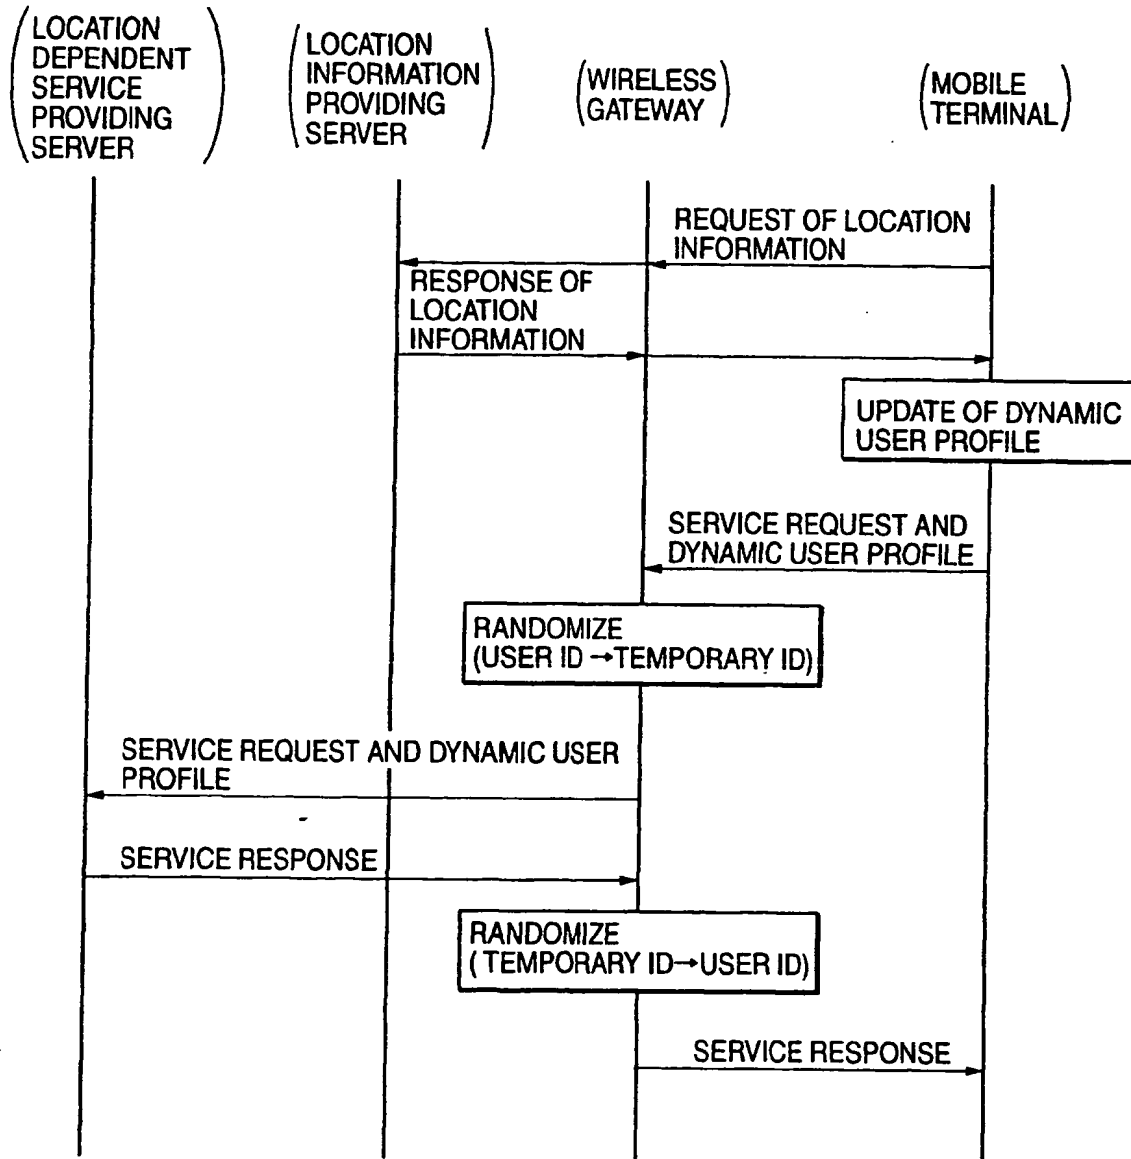 (LOCATION
DEPENDENT
SERVICE
PROVIDING
SERVER)
(LOCATION
INFORMATION
PROVIDING
SERVER)
(WIRELESS
GATEWAY)
(MOBILE
TERMINAL)
REQUEST OF LOCATION
INFORMATION
RESPONSE OF
LOCATION
INFORMATION
UPDATE OF DYNAMIC
USER PROFILE
SERVICE REQUEST AND
DYNAMIC USER PROFILE
RANDOMIZE
(USER ID→TEMPORARY ID)
SERVICE REQUEST AND DYNAMIC USER
PROFILE
SERVICE RESPONSE
RANDOMIZE
(TEMPORARY ID→USER ID)
SERVICE RESPONSE